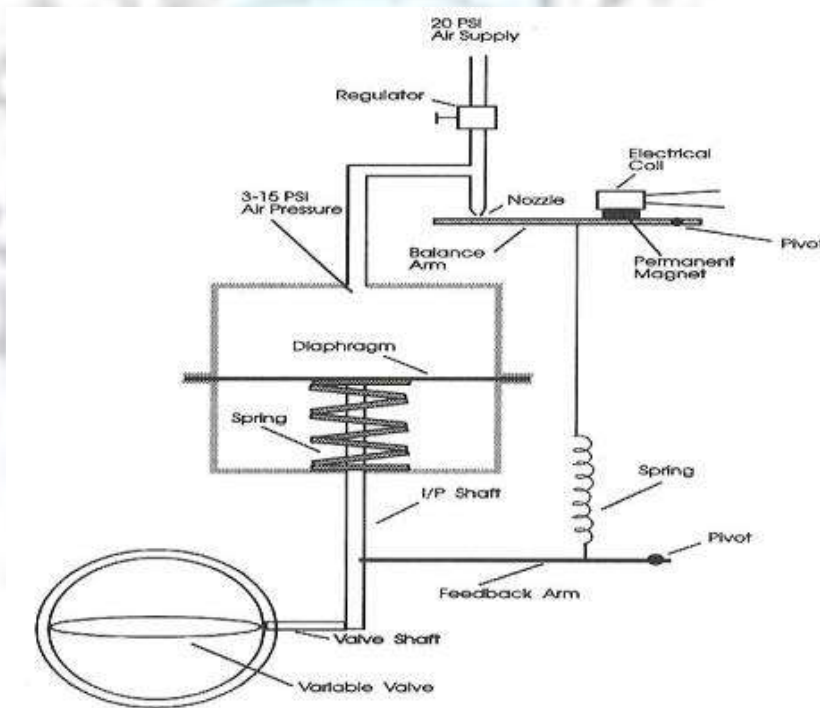 20 PSI
Air Supply
Regulator
Electrical
Coil
3-15 PSI
Air Pressure
Nozzle
Balance
Arm
Pivot
Permanent
Magnet
Diaphragm
Spring
I/P Shaft
Spring
Pivot
Feedback Arm
Valve Shaft
Variable Valve